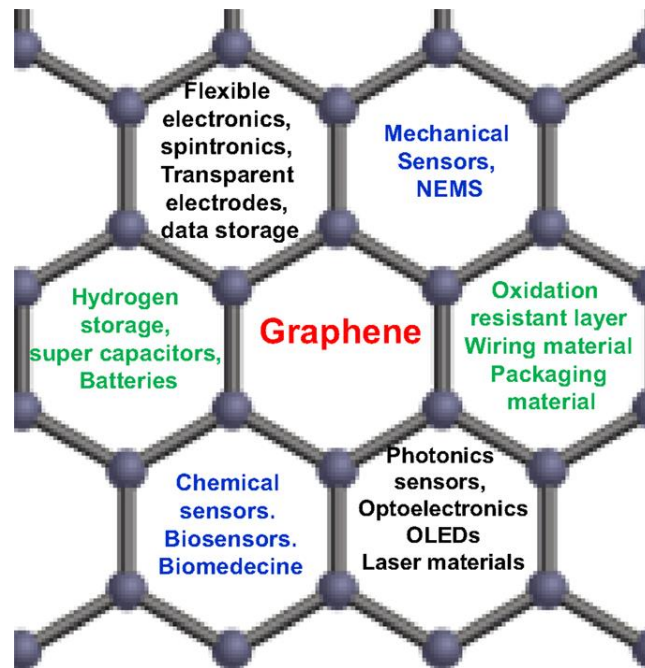 Flexible
electronics,
spintronics,
Transparent
electrodes,
data storage
Mechanical
Sensors,
NEMS
Hydrogen
storage,
super capacitors,
Batteries
Graphene
Oxidation
resistant layer
Wiring material
Packaging
material
Chemical
sensors.
Biosensors.
Biomedecine
Photonics
sensors,
Optoelectronics
OLEDs
Laser materials